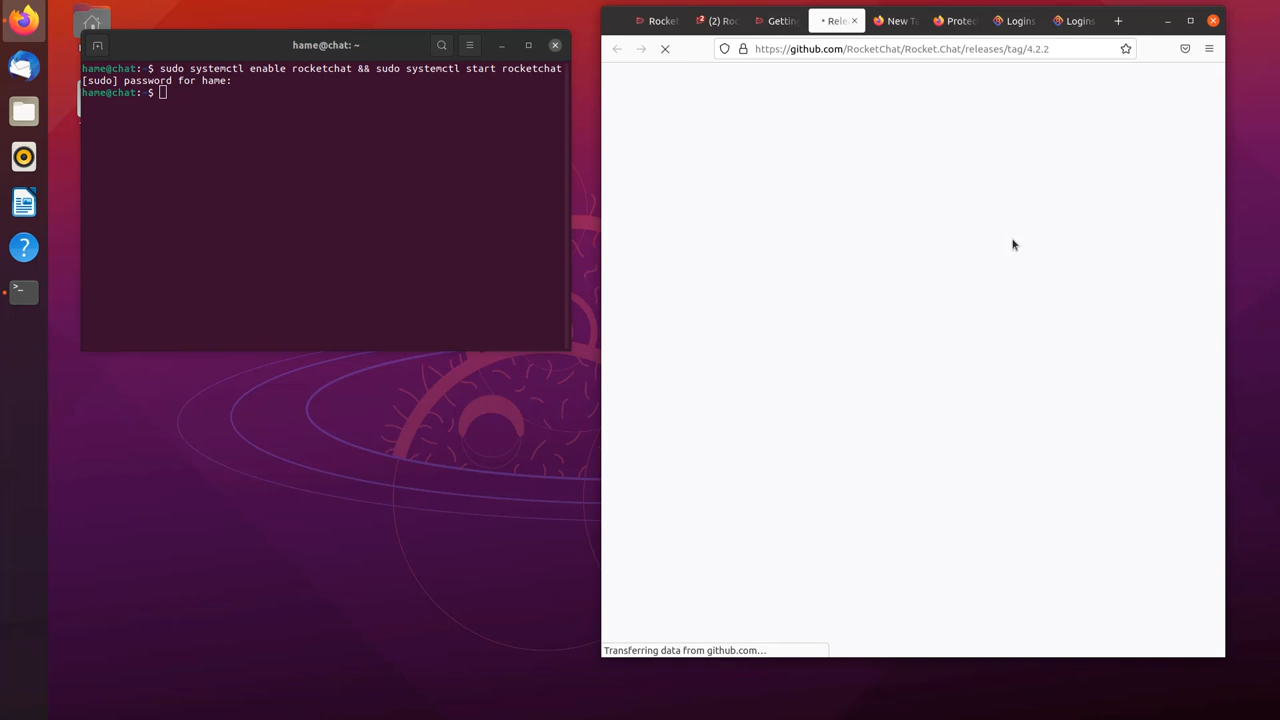 hame@chat: ~
hame@chat:~$ sudo systemctl enable rocketchat && sudo systemctl start rocketchat
[sudo] password for hame:
hame@chat:~$
Rocket
(2) Roc
Gettin
Rele
New Ta
Protec
Logins
Logins
https://github.com/RocketChat/Rocket.Chat/releases/tag/4.2.2
Transferring data from github.com…